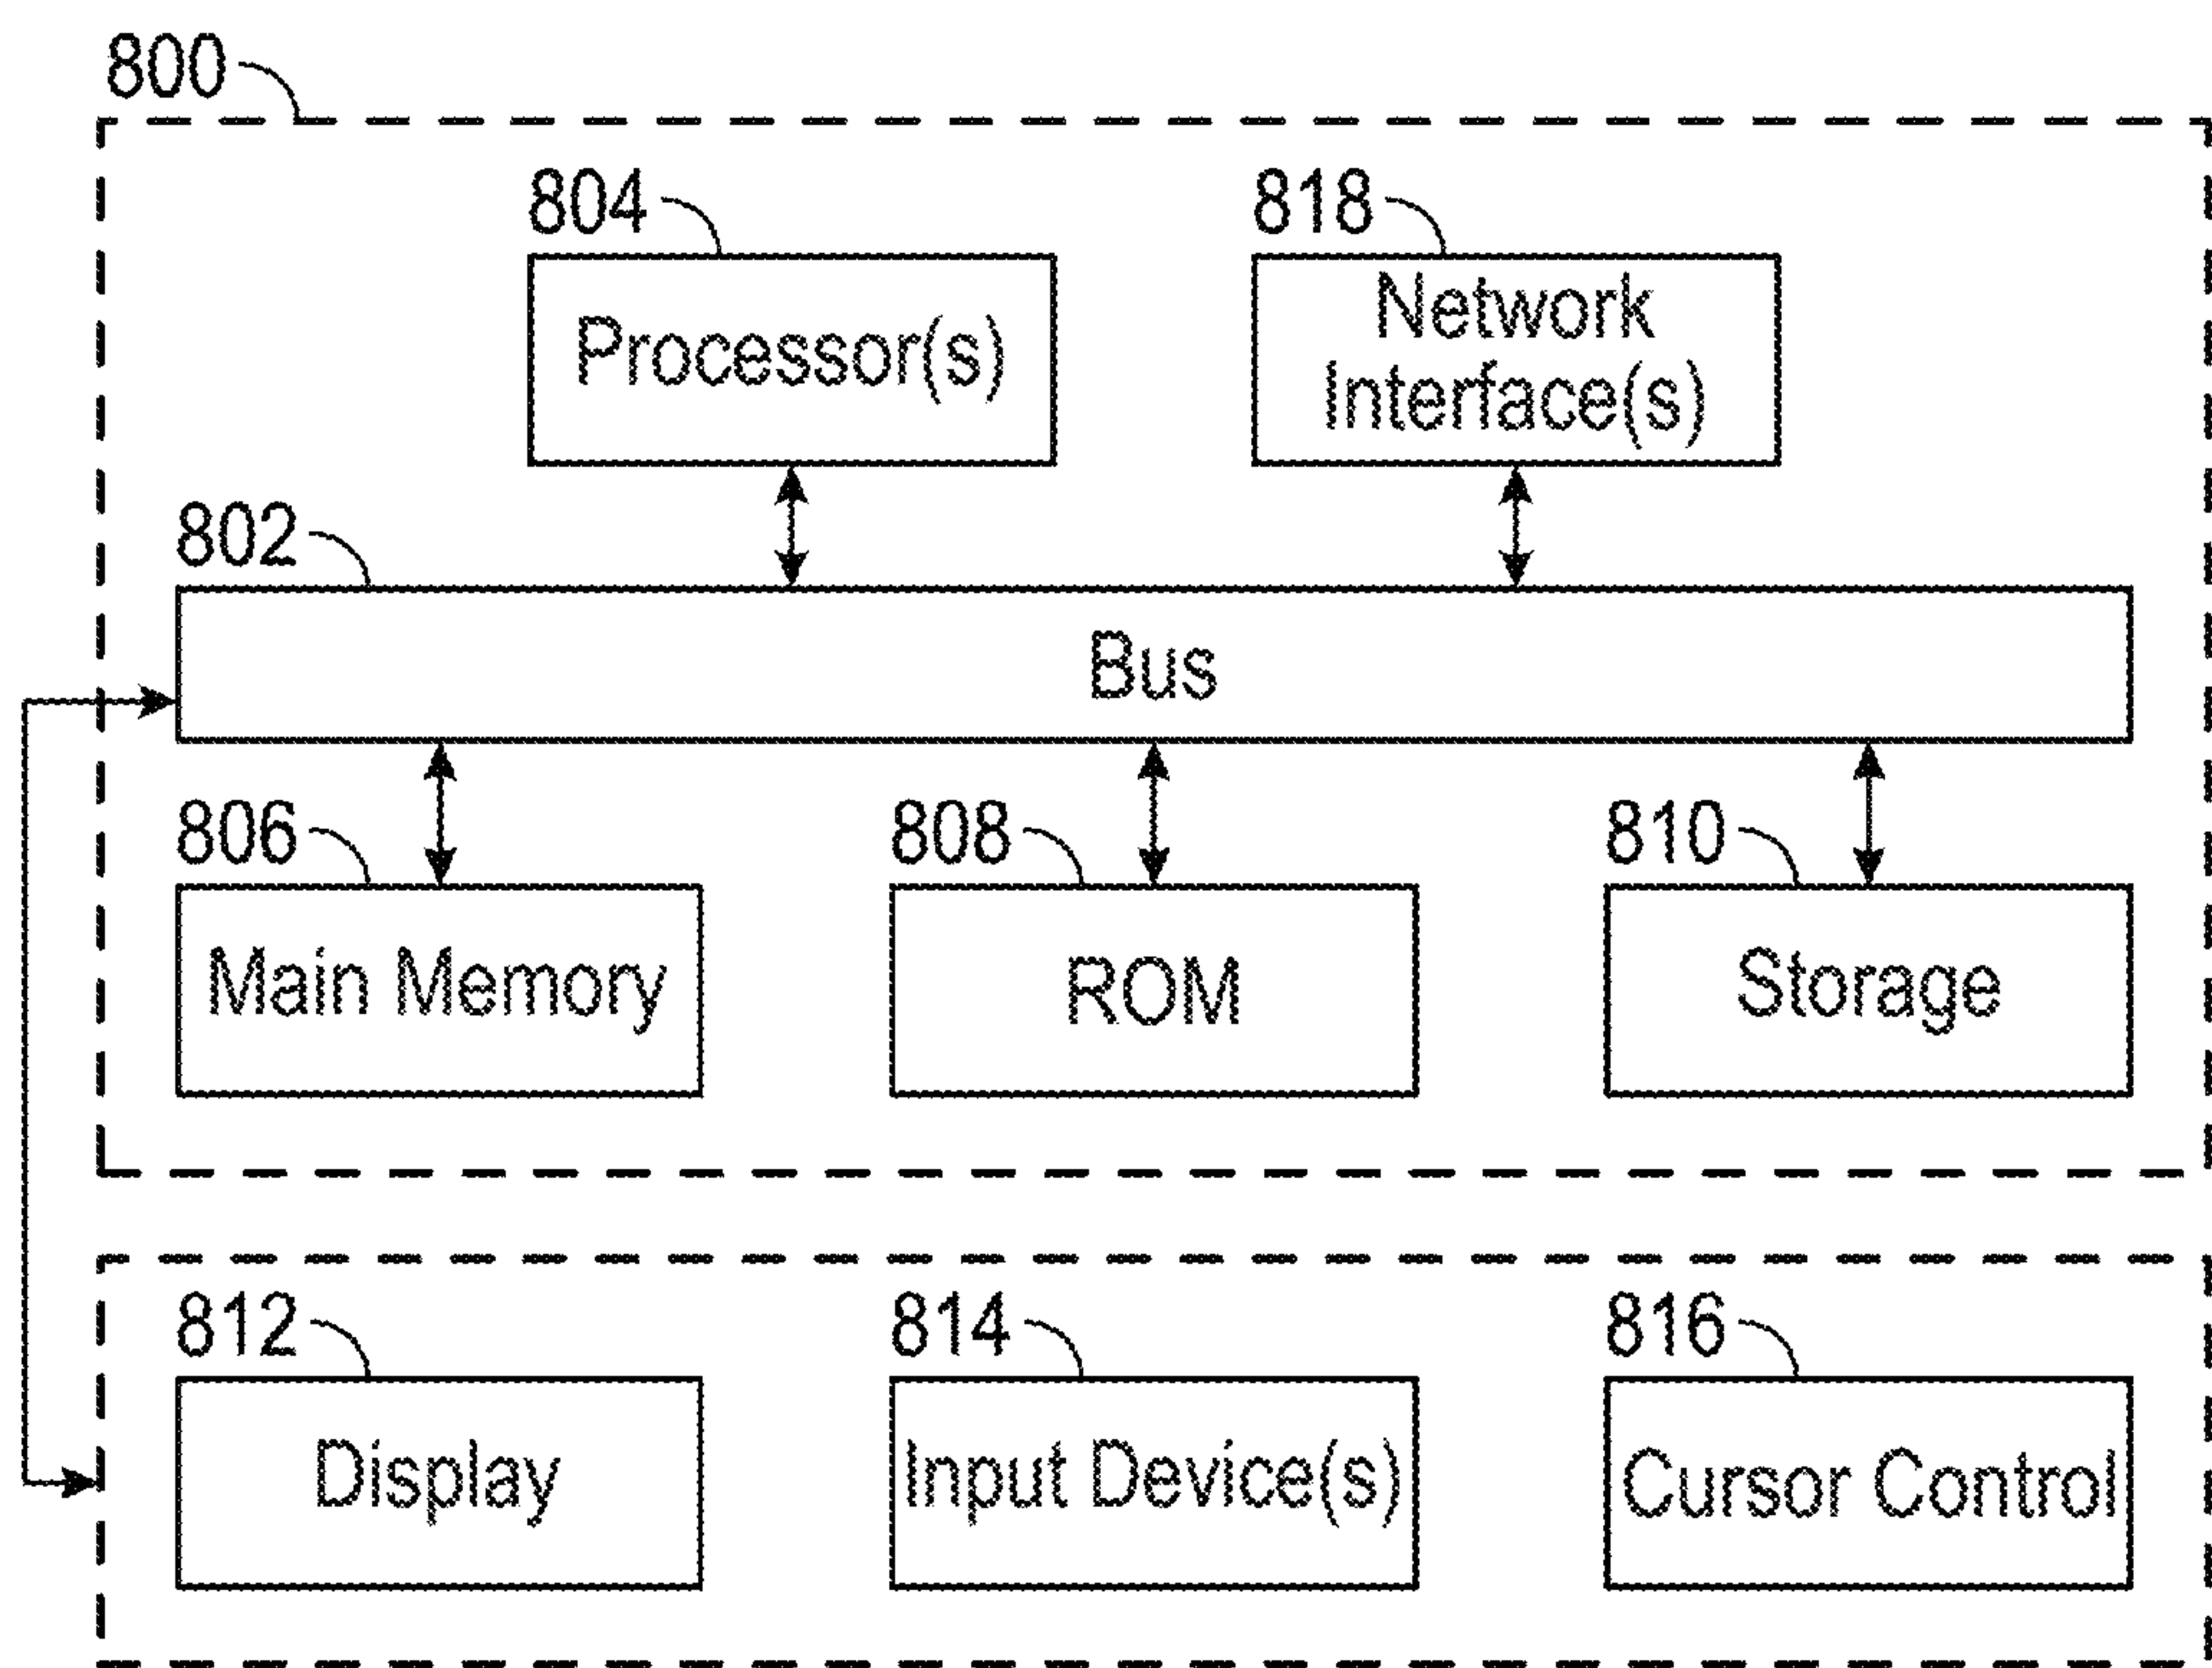 800
804
818
Processor(s)
Network
Interface(s)
802
Bus
806
808
810
Main Memory
ROM
Storage
812
814
816
Display
Input Device(s)
Cursor Control